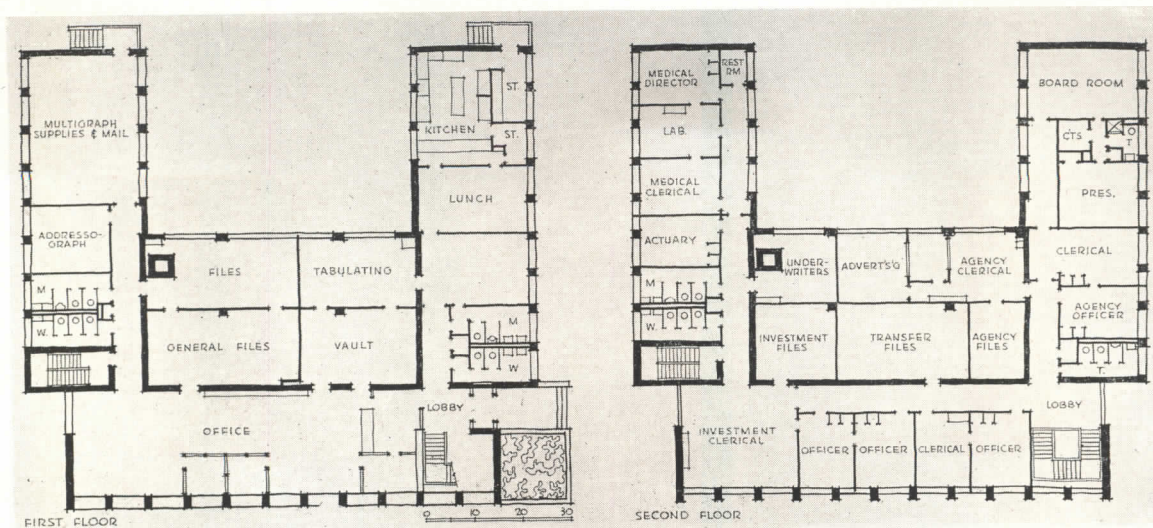 MULTIGRAPH
SUPPLIES & MAIL
ADDRESSO-
GRAPH
M
W.
FILES
TABULATING
GENERAL FILES
VAULT
KITCHEN
ST.
ST.
LUNCH
M
W
LOBBY
OFFICE
0 10 20 30
FIRST FLOOR
MEDICAL
DIRECTOR
REST
RM
LAB.
MEDICAL
CLERICAL
ACTUARY
M
W.
UNDER-
WRITERS
ADVERTS'G
AGENCY
CLERICAL
INVESTMENT
FILES
TRANSFER
FILES
AGENCY
FILES
BOARD ROOM
CTS
T
PRES.
CLERICAL
AGENCY
OFFICER
T.
LOBBY
INVESTMENT
CLERICAL
OFFICER
OFFICER
CLERICAL
OFFICER
SECOND FLOOR